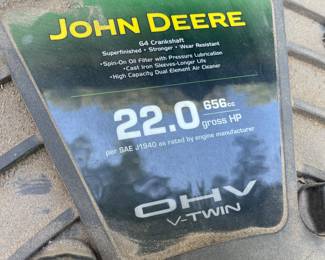 JOHN DEERE
G4 Crankshaft
Superfinished • Stronger • Wear Resistant
•Spin-On Oil Filter with Pressure Lubrication
•Cast Iron Sleeves-Longer Life
•High Capacity Dual Element Air Cleaner
22.0 656cc
gross HP
per SAE J1940 as rated by engine manufacturer
OHV
V-TWIN